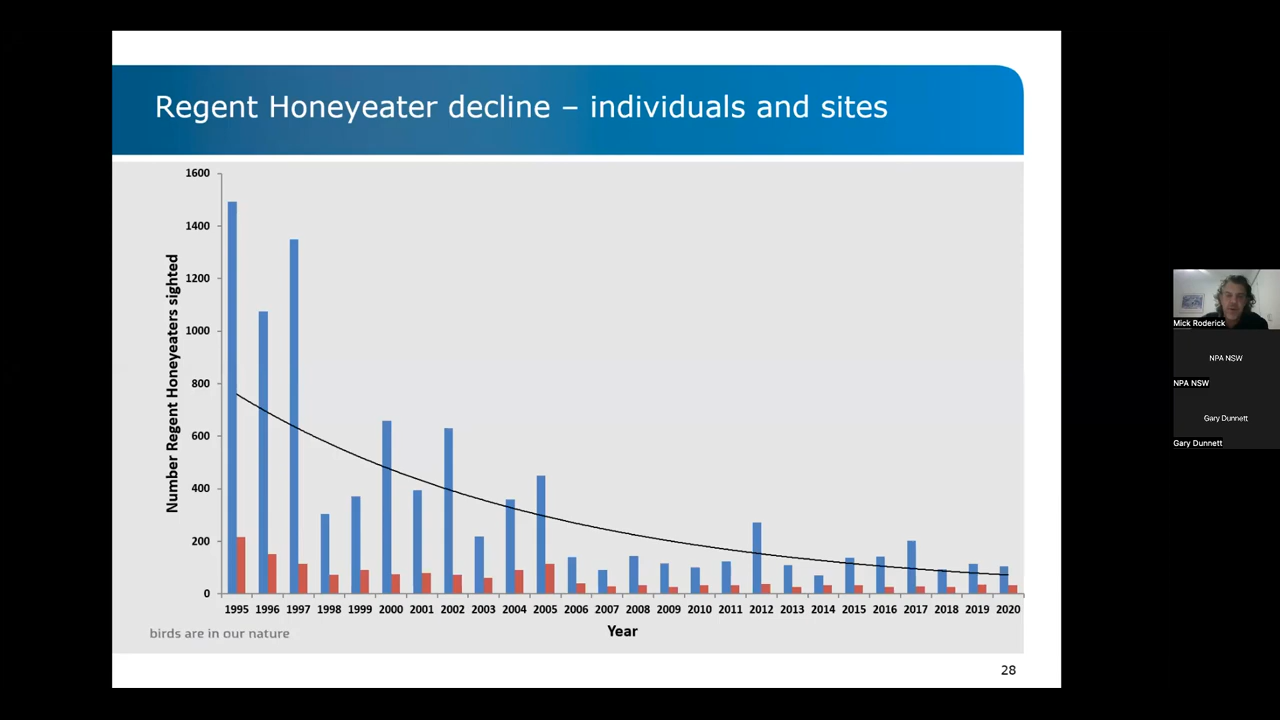 Regent Honeyeater decline – individuals and sites
Number Regent Honeyeaters sighted
1600
1400
1200
1000
800
600
400
200
0
1995 1996 1997 1998 1999 2000 2001 2002 2003 2004 2005 2006 2007 2008 2009 2010 2011 2012 2013 2014 2015 2016 2017 2018 2019 2020
Year
birds are in our nature
28
Mick Roderick
NPA NSW
NPA NSW
Gary Dunnett
Gary Dunnett